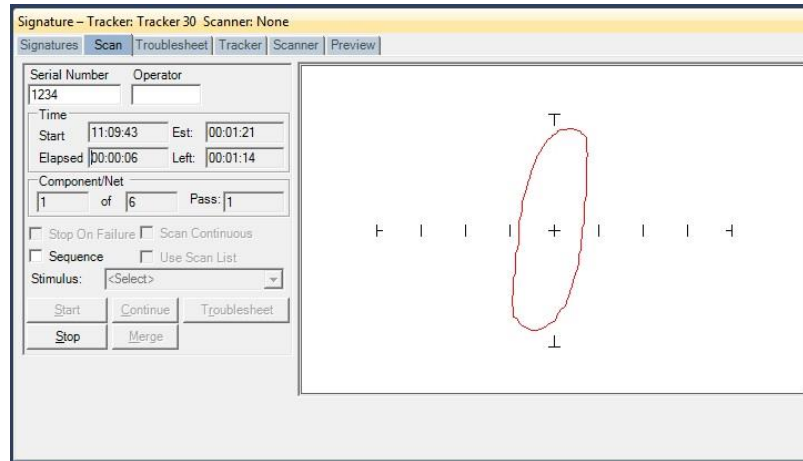 Signature – Tracker: Tracker 30 Scanner: None
Signatures Scan Troublesheet Tracker Scanner Preview
Serial Number Operator
1234
Time
Start 11:09:43 Est: 00:01:21
Elapsed 00:00:06 Left: 00:01:14
Component/Net
1 of 6 Pass: 1
Stop On Failure Scan Continuous
Sequence Use Scan List
Stimulus: <Select>
Start Continue Troublesheet
Stop Merge